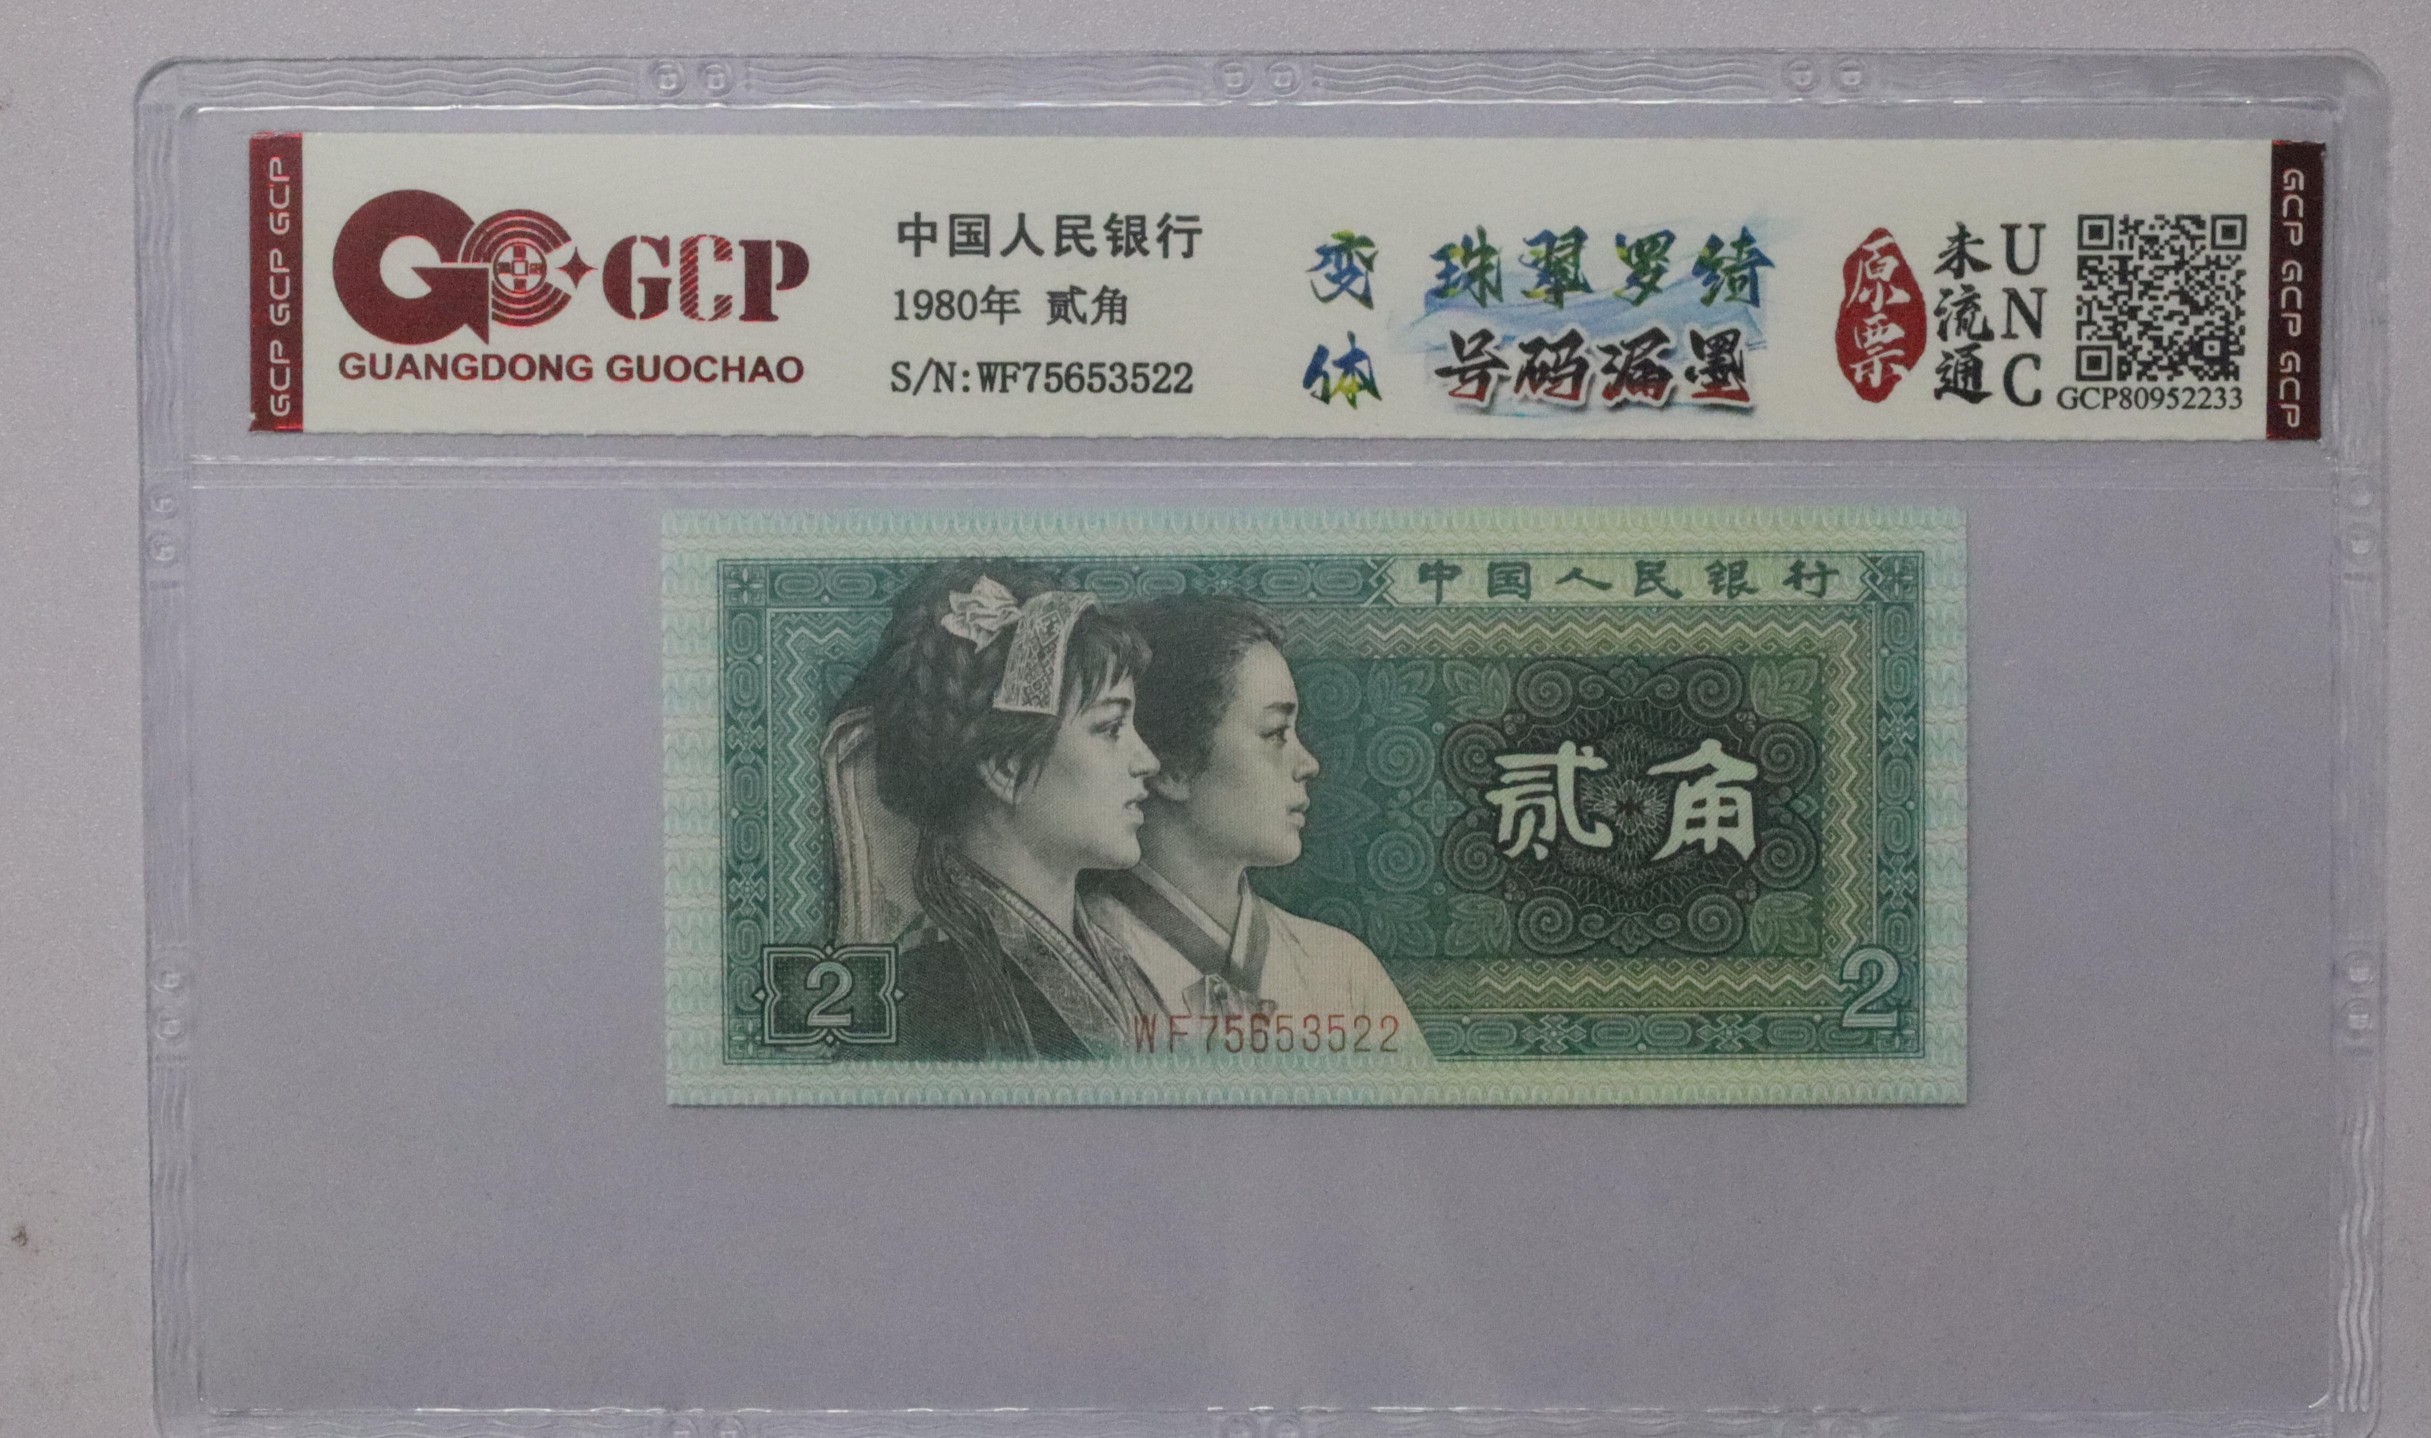 GCP GCP GCP
GCP
GUANGDONG GUOCHAO
中国人民银行
1980年 贰角
S/N:WF75653522
变体
珠翠罗绮
号码漏墨
原票
未流通
UNC
GCP80952233
GCP GCP GCP
中国人民银行
贰角
2
2
WF75653522